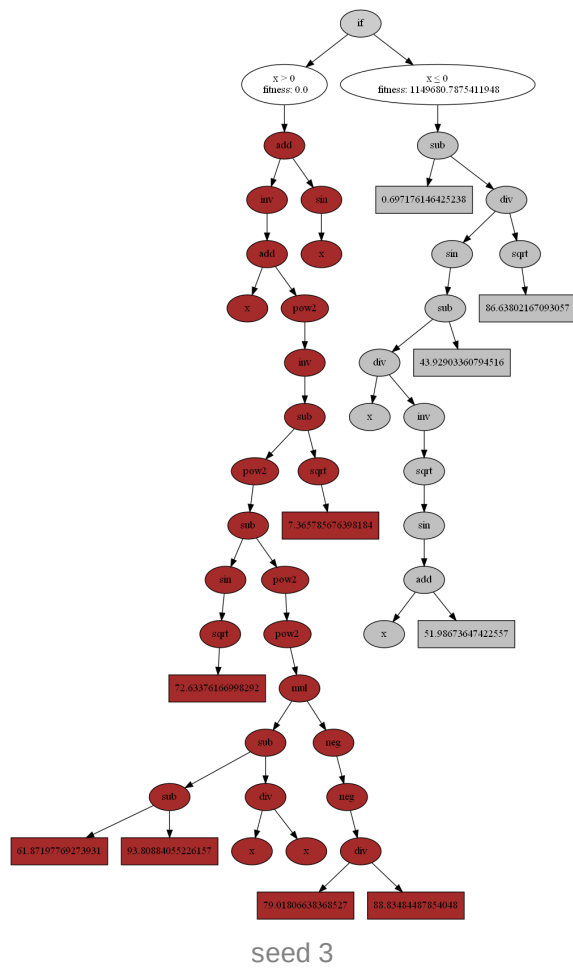 if
x > 0
fitness: 0.0
x ≤ 0
fitness: 1149680.7875411948
add
sub
inv
sin
0.697176146425238
div
add
x
sin
sqrt
x
pow2
sub
86.63802167093057
inv
div
43.92903360794516
sub
x
inv
pow2
sqrt
sqrt
sub
7.365785676398184
sin
sin
pow2
add
sqrt
pow2
x
51.98673647422557
72.63376166998292
mul
sub
neg
sub
div
neg
61.87197769273931
93.80884055226157
x
x
div
79.01806638368527
88.83484487854048
seed 3